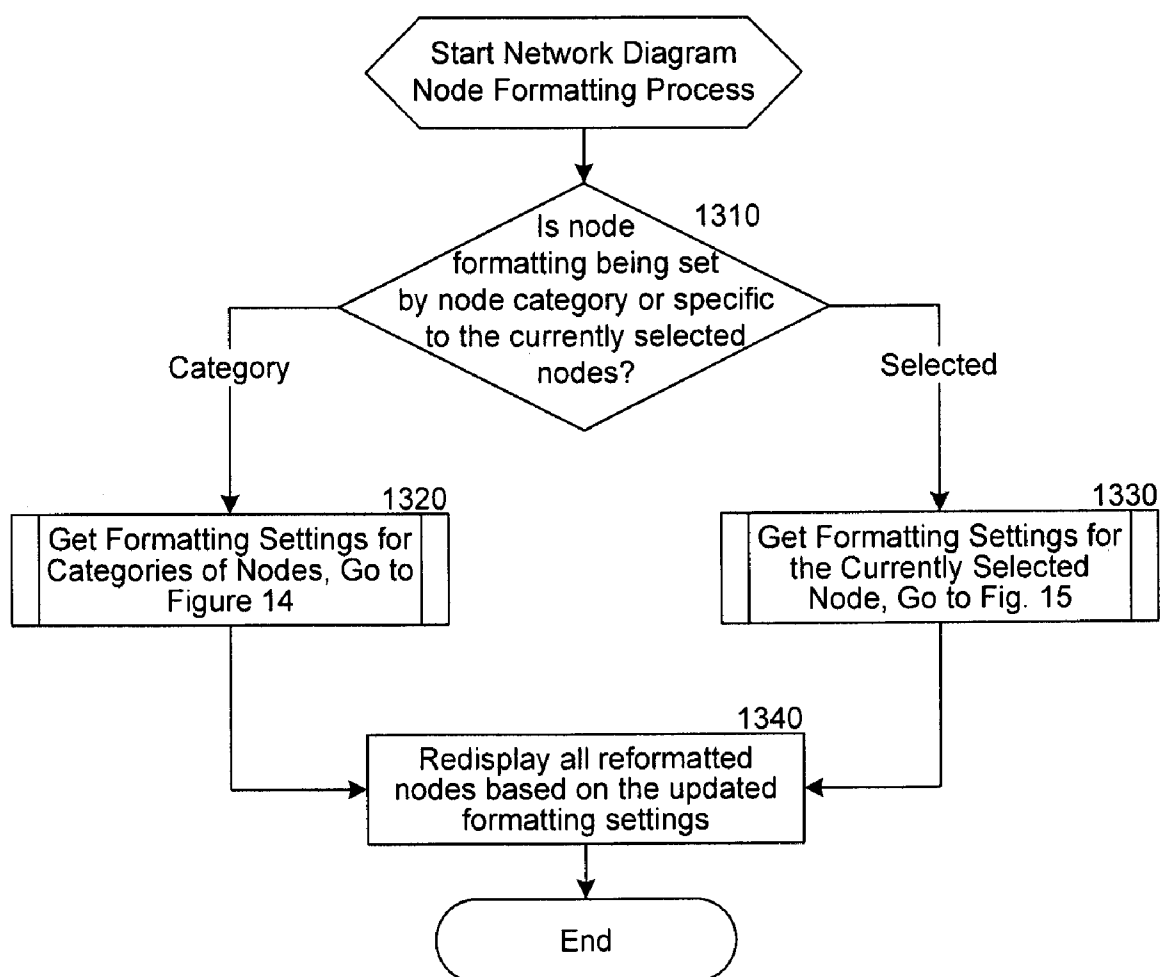 Start Network Diagram
Node Formatting Process
1310
Is node
formatting being set
by node category or specific
to the currently selected
nodes?
Category
Selected
1320
Get Formatting Settings for
Categories of Nodes, Go to
Figure 14
1330
Get Formatting Settings for
the Currently Selected
Node, Go to Fig. 15
1340
Redisplay all reformatted
nodes based on the updated
formatting settings
End